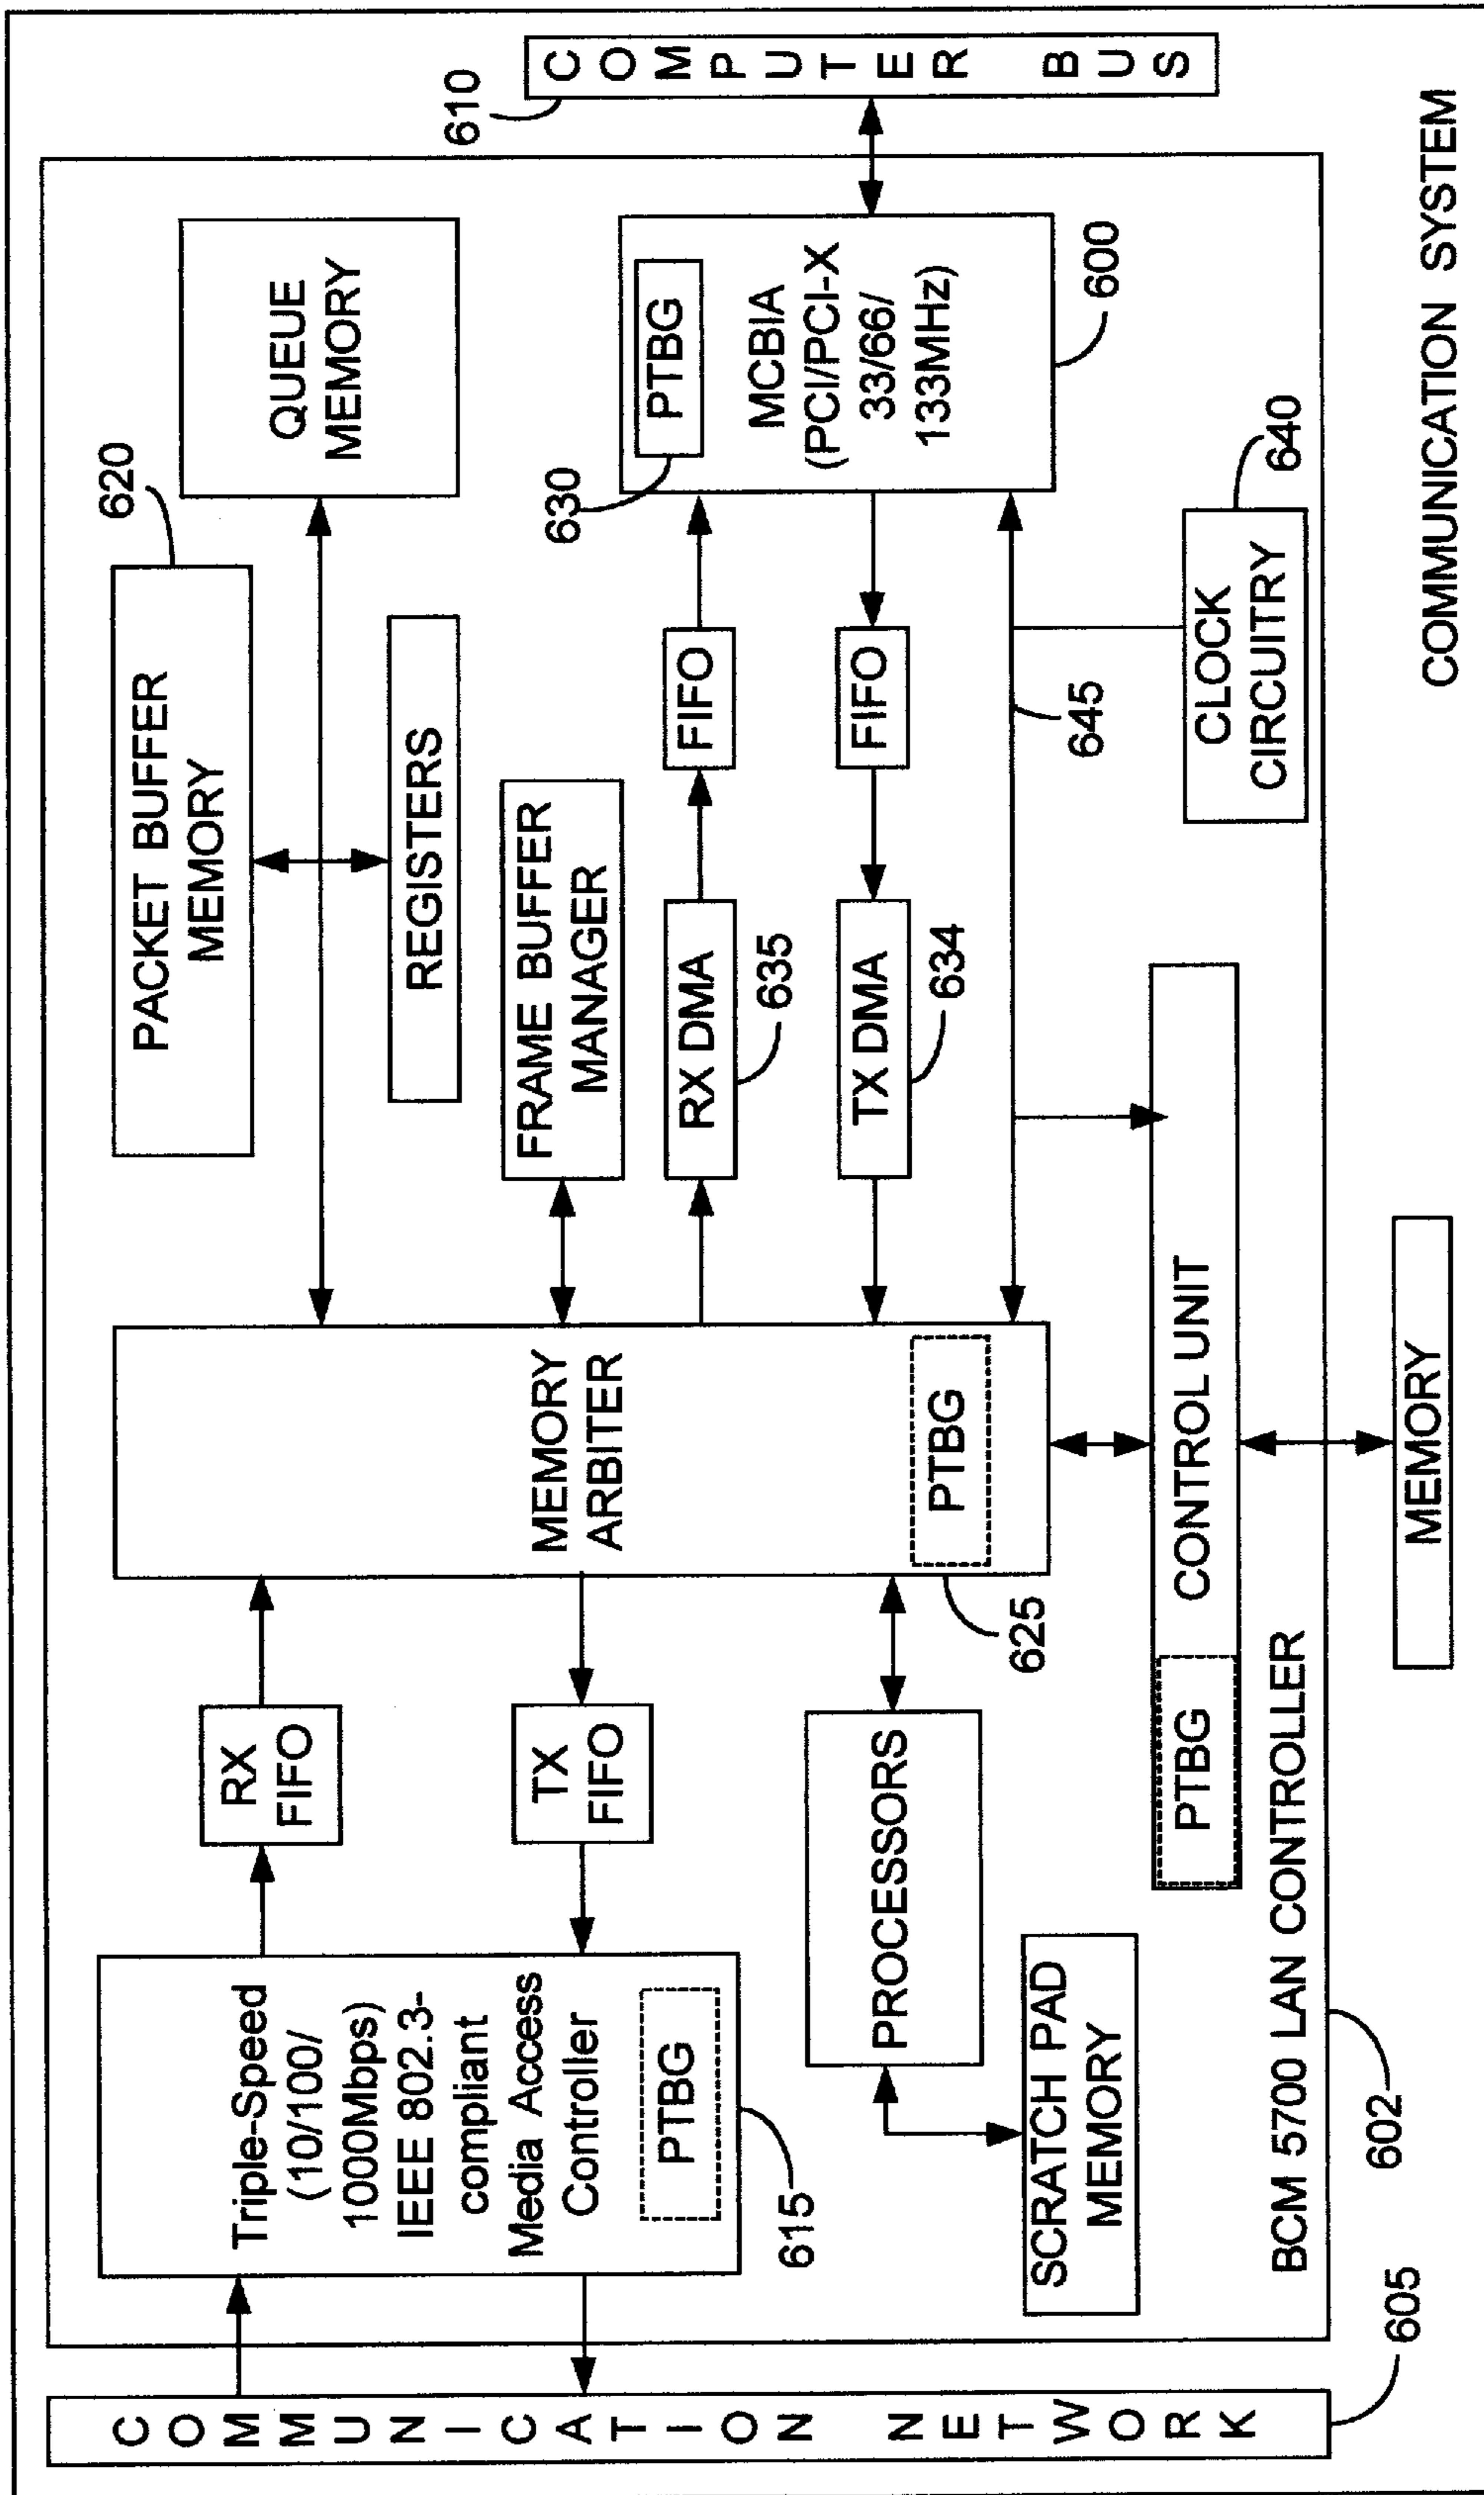 COMMUNICATION NETWORK
605
Triple-Speed
(10/100/
1000Mbps)
IEEE 802.3-
compliant
Media Access
Controller
PTBG
615
RX
FIFO
TX
FIFO
PROCESSORS
SCRATCH PAD
MEMORY
MEMORY
ARBITER
PTBG
625
PACKET BUFFER
MEMORY
620
REGISTERS
QUEUE
MEMORY
FRAME BUFFER
MANAGER
RX DMA
635
FIFO
TX DMA
634
FIFO
630
PTBG
MCBIA
(PCI/PCI-X
33/66/
133MHz)
600
610
COMPUTER BUS
645
CLOCK
CIRCUITRY
640
PTBG
CONTROL UNIT
BCM 5700 LAN CONTROLLER
602
MEMORY
COMMUNICATION SYSTEM